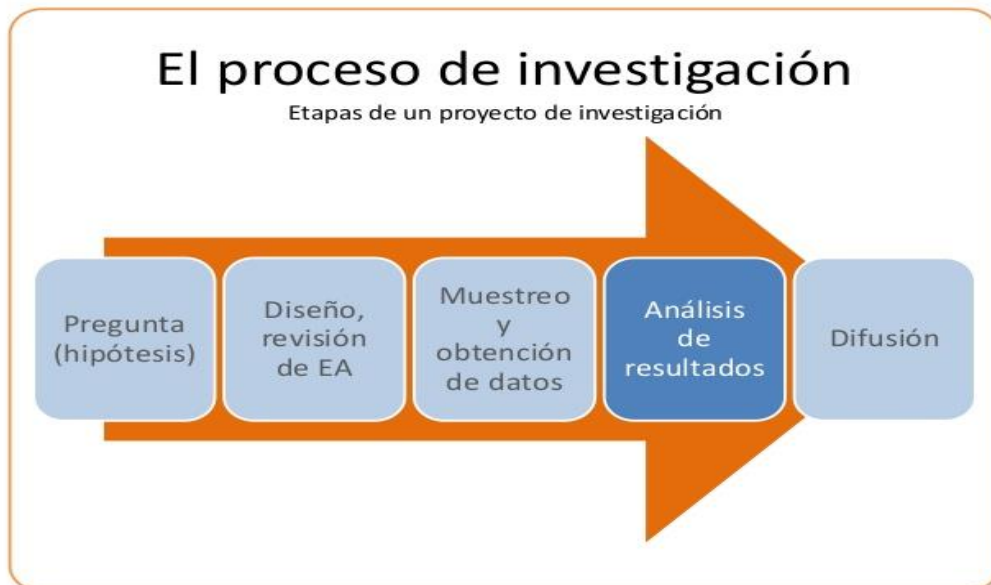 El proceso de investigación
Etapas de un proyecto de investigación
Pregunta
(hipótesis)
Diseño,
revisión
de EA
Muestreo
y
obtención
de datos
Análisis
de
resultados
Difusión